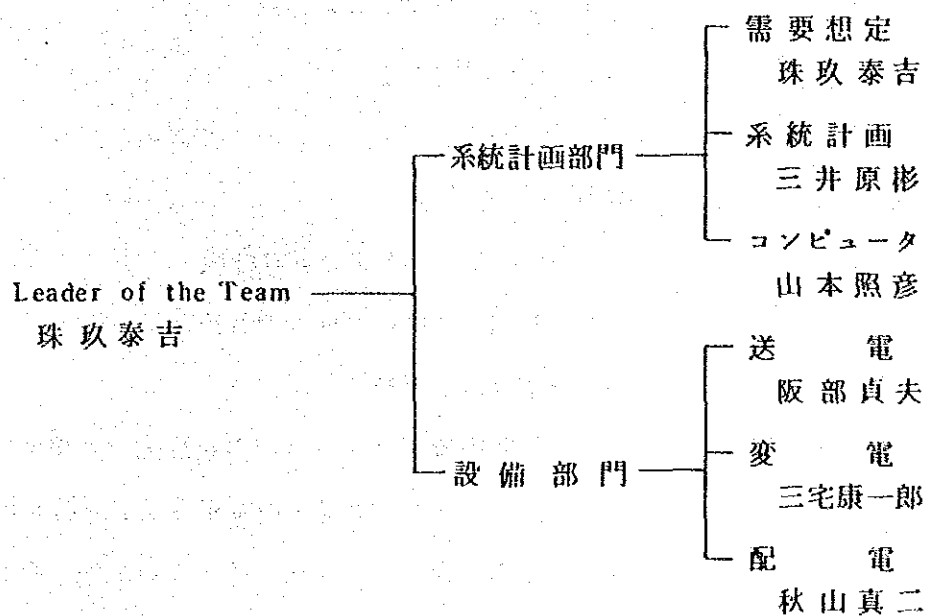 需要想定
珠玖泰吉
系統計画
三井原彬
系統計画部門
コンピュータ
山本照彦
Leader of the Team
珠玖泰吉
送電
阪部貞夫
変電
三宅康一郎
設備部門
配電
秋山真二